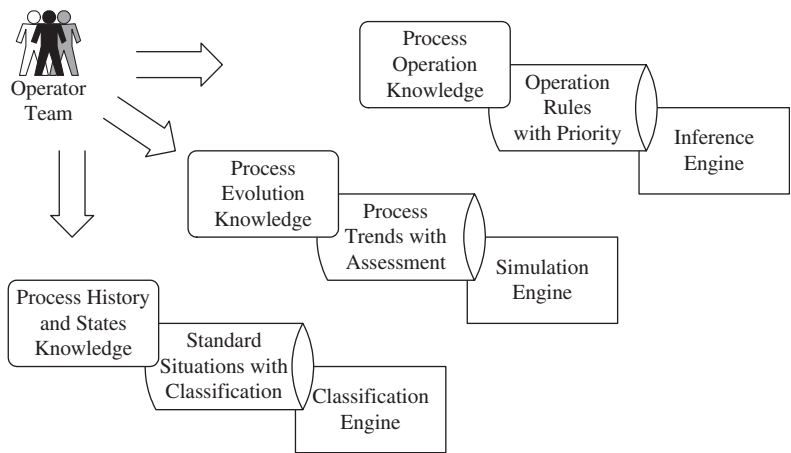 Operator
Team
Process
Operation
Knowledge
Operation
Rules
with Priority
Inference
Engine
Process
Evolution
Knowledge
Process
Trends with
Assessment
Simulation
Engine
Process History
and States
Knowledge
Standard
Situations with
Classification
Classification
Engine